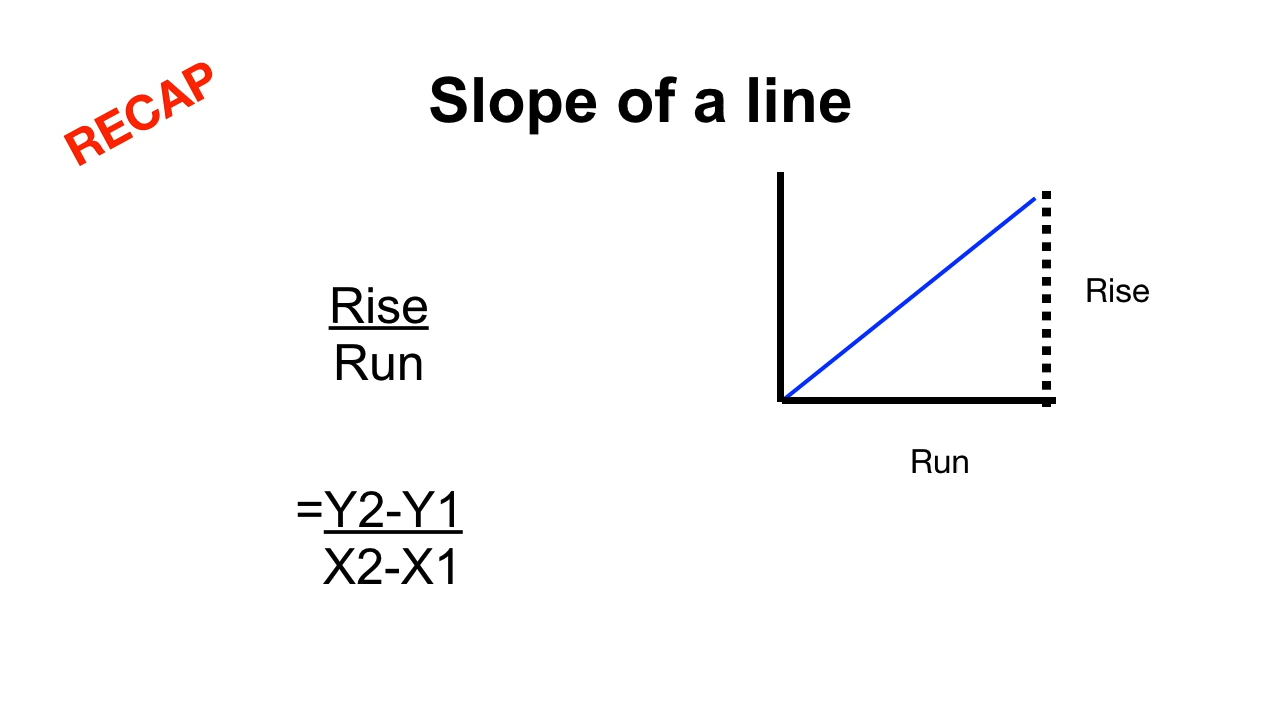 RECAP
Slope of a line
Rise
Run
=Y2-Y1
X2-X1
Rise
Run